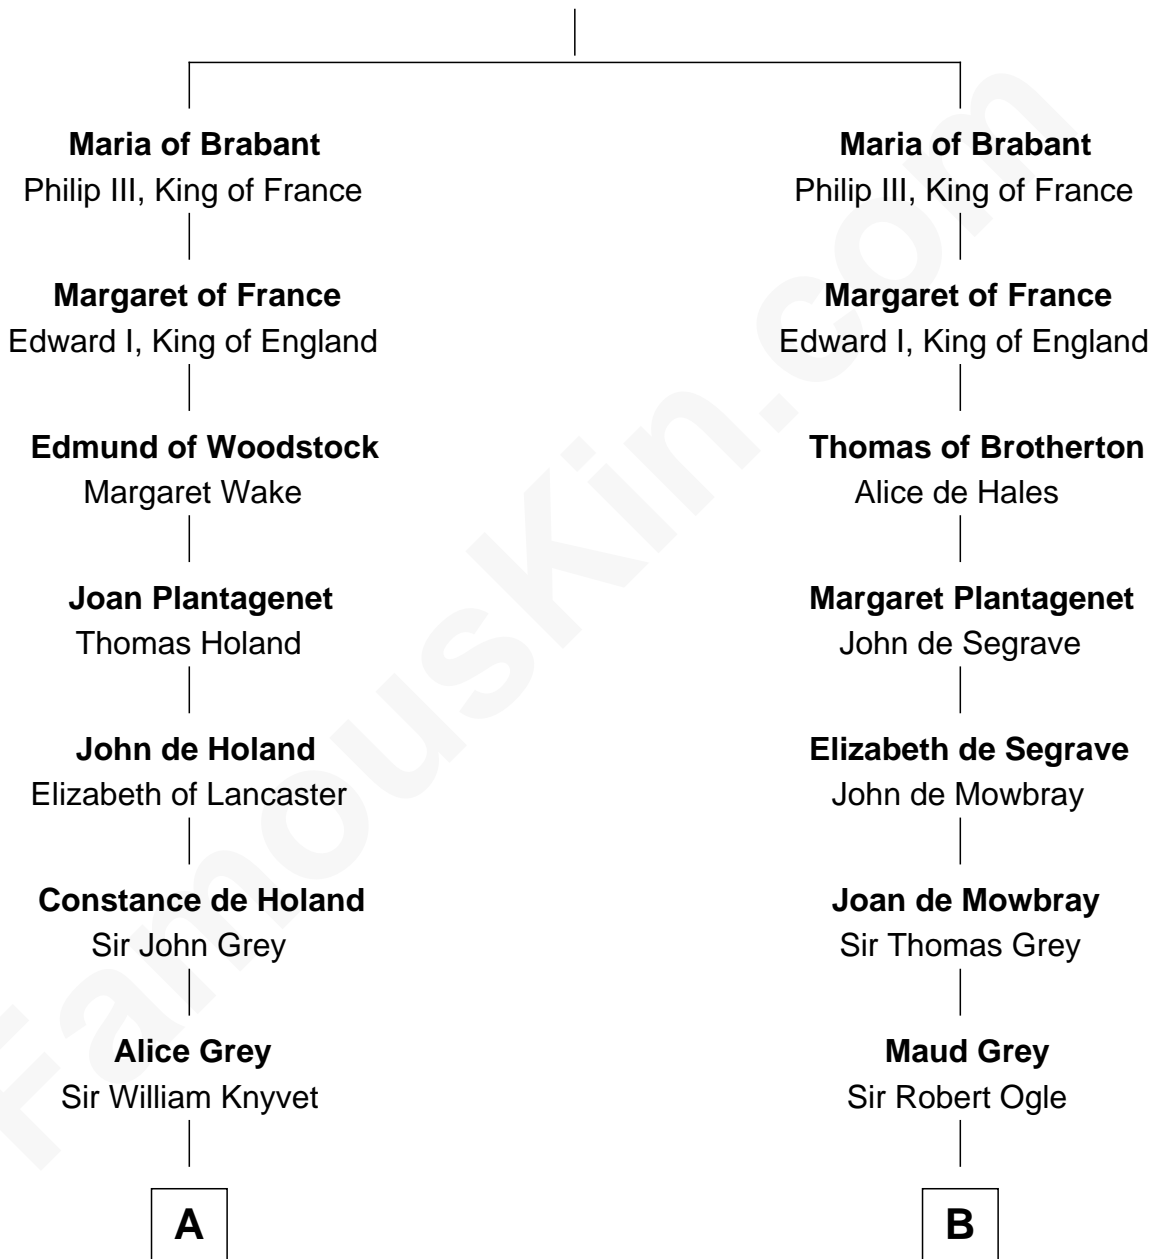 Maria of Brabant
Philip III, King of France
Margaret of France
Edward I, King of England
Edmund of Woodstock
Margaret Wake
Joan Plantagenet
Thomas Holand
John de Holand
Elizabeth of Lancaster
Constance de Holand
Sir John Grey
Alice Grey
Sir William Knyvet
A
Maria of Brabant
Philip III, King of France
Margaret of France
Edward I, King of England
Thomas of Brotherton
Alice de Hales
Margaret Plantagenet
John de Segrave
Elizabeth de Segrave
John de Mowbray
Joan de Mowbray
Sir Thomas Grey
Maud Grey
Sir Robert Ogle
B
FamousKin.com